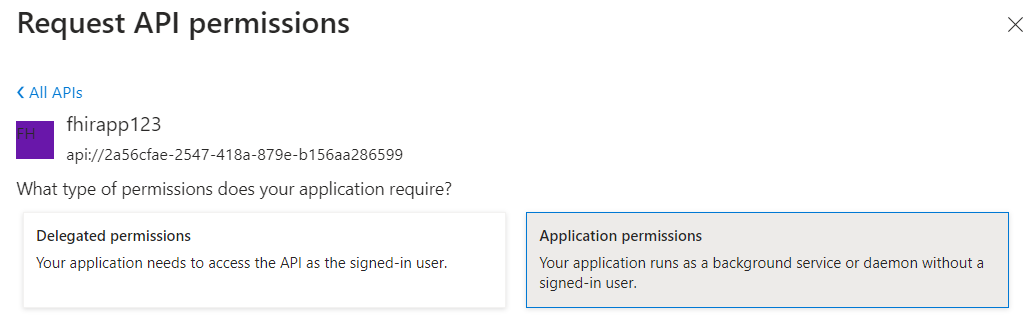 Request API permissions
All APIs
FH
fhirapp123
api://2a56cfae-2547-418a-879e-b156aa286599
What type of permissions does your application require?
Delegated permissions
Your application needs to access the API as the signed-in user.
Application permissions
Your application runs as a background service or daemon without a
signed-in user.